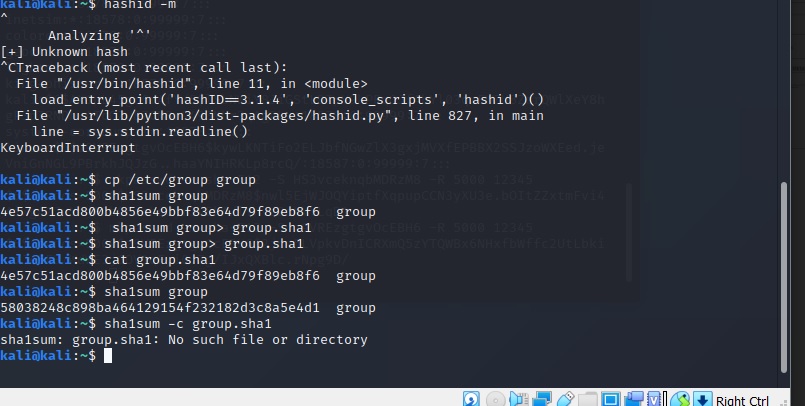 kali@kali:~$ hashid -m
^
Analyzing '^'
[+] Unknown hash
^CTraceback (most recent call last):
File "/usr/bin/hashid", line 11, in <module>
load_entry_point('hashID==3.1.4', 'console_scripts', 'hashid')()
File "/usr/lib/python3/dist-packages/hashid.py", line 827, in main
line = sys.stdin.readline()
KeyboardInterrupt
kali@kali:~$ cp /etc/group group
kali@kali:~$ sha1sum group
4e57c51acd800b4856e49bbf83e64d79f89eb8f6  group
kali@kali:~$  sha1sum group> group.sha1
kali@kali:~$ sha1sum group> group.sha1
kali@kali:~$ cat group.sha1
4e57c51acd800b4856e49bbf83e64d79f89eb8f6  group
kali@kali:~$ sha1sum group
58038248c898ba464129154f232182d3c8a5e4d1  group
kali@kali:~$ sha1sum -c group.sha1
sha1sum: group.sha1: No such file or directory
kali@kali:~$
Right Ctrl